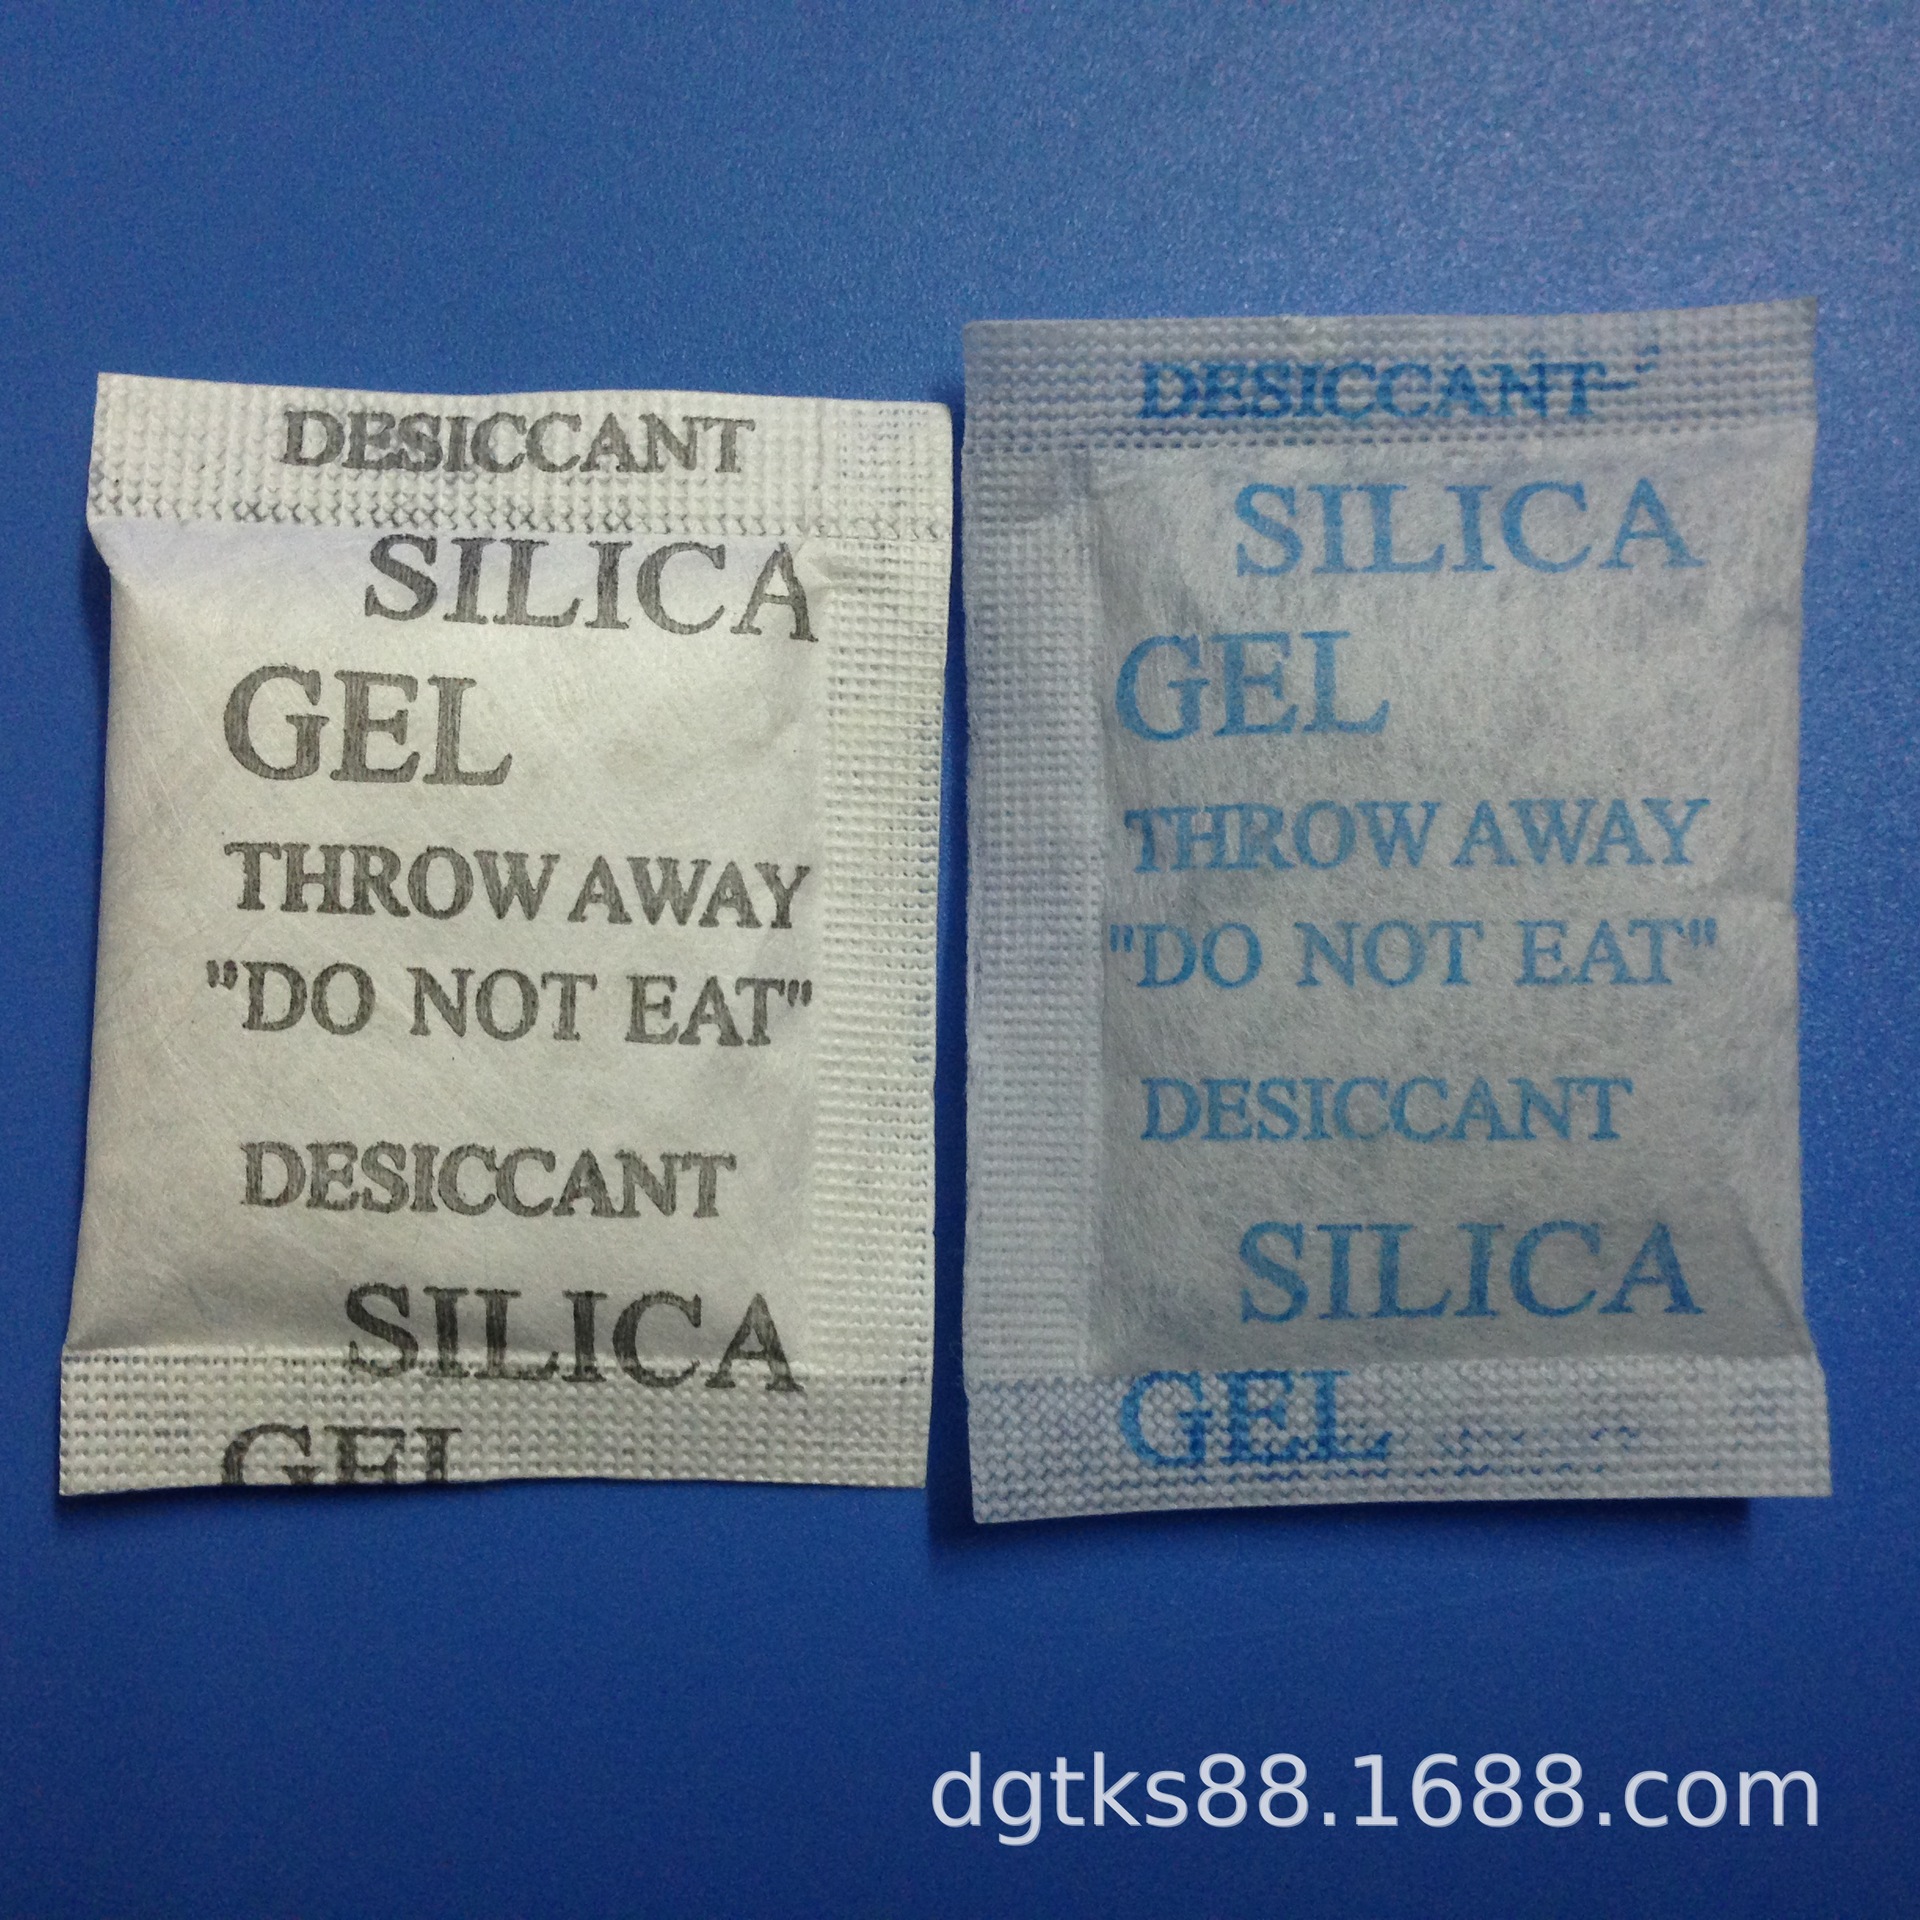 DESICCANT
SILICA
GEL
THROW AWAY
"DO NOT EAT"
DESICCANT
SILICA
GEL
DESICCANT
SILICA
GEL
THROW AWAY
"DO NOT EAT"
DESICCANT
SILICA
GEL
dgtks88.1688.com